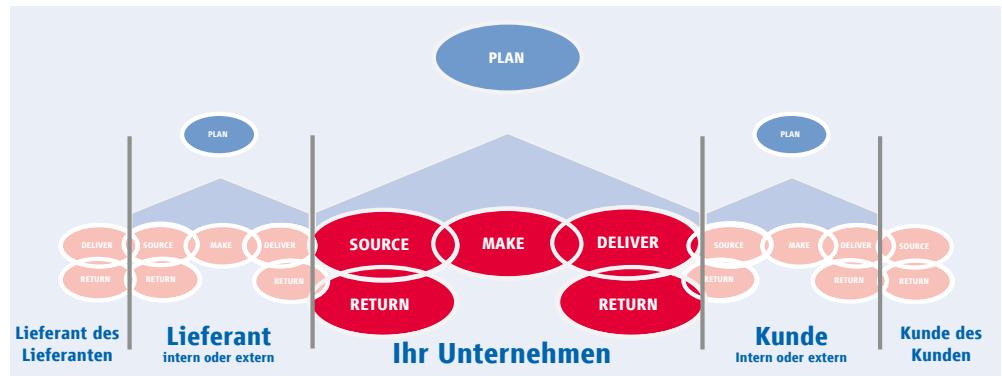 PLAN
PLAN
PLAN
DELIVER
SOURCE
MAKE
DELIVER
SOURCE
MAKE
DELIVER
SOURCE
MAKE
DELIVER
SOURCE
RETURN
RETURN
RETURN
RETURN
RETURN
RETURN
RETURN
RETURN
Lieferant des
Lieferanten
Lieferant
intern oder extern
Ihr Unternehmen
Kunde
Intern oder extern
Kunde des
Kunden